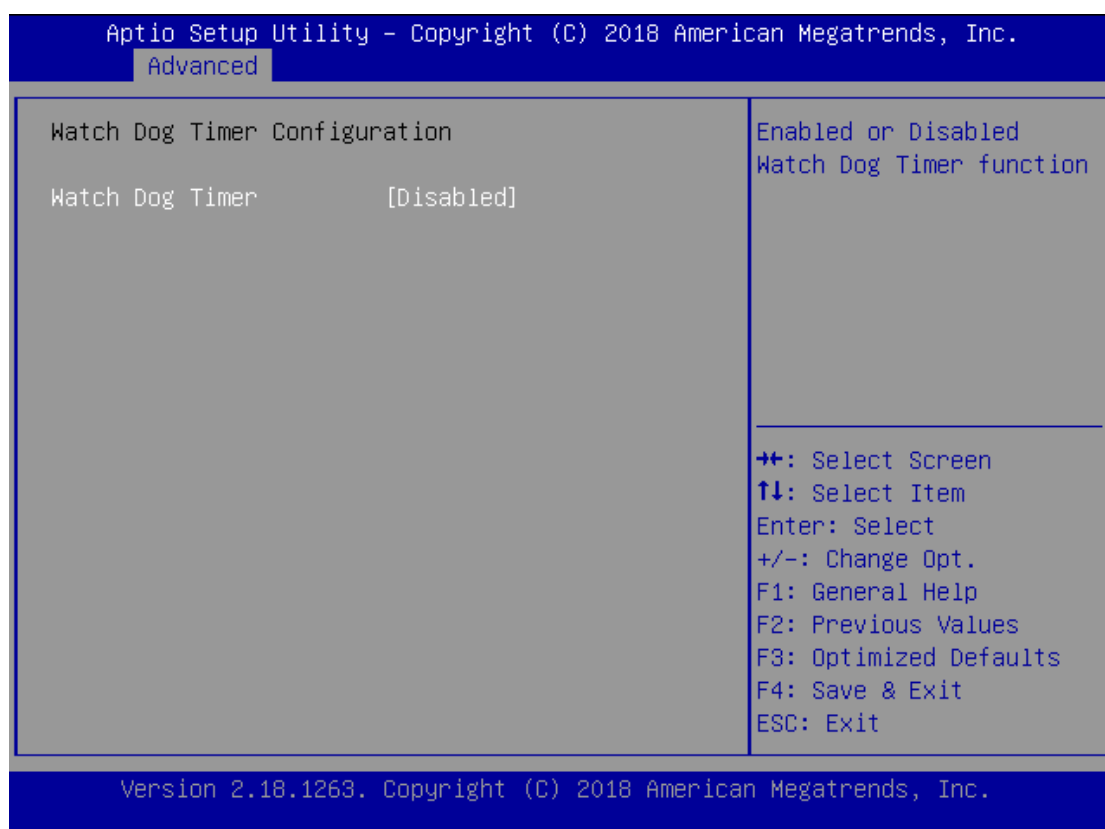 Aptio Setup Utility – Copyright (C) 2018 American Megatrends, Inc.
Advanced
Watch Dog Timer Configuration
Watch Dog Timer [Disabled]
Enabled or Disabled
Watch Dog Timer function
→←: Select Screen
↑↓: Select Item
Enter: Select
+/-: Change Opt.
F1: General Help
F2: Previous Values
F3: Optimized Defaults
F4: Save & Exit
ESC: Exit
Version 2.18.1263. Copyright (C) 2018 American Megatrends, Inc.